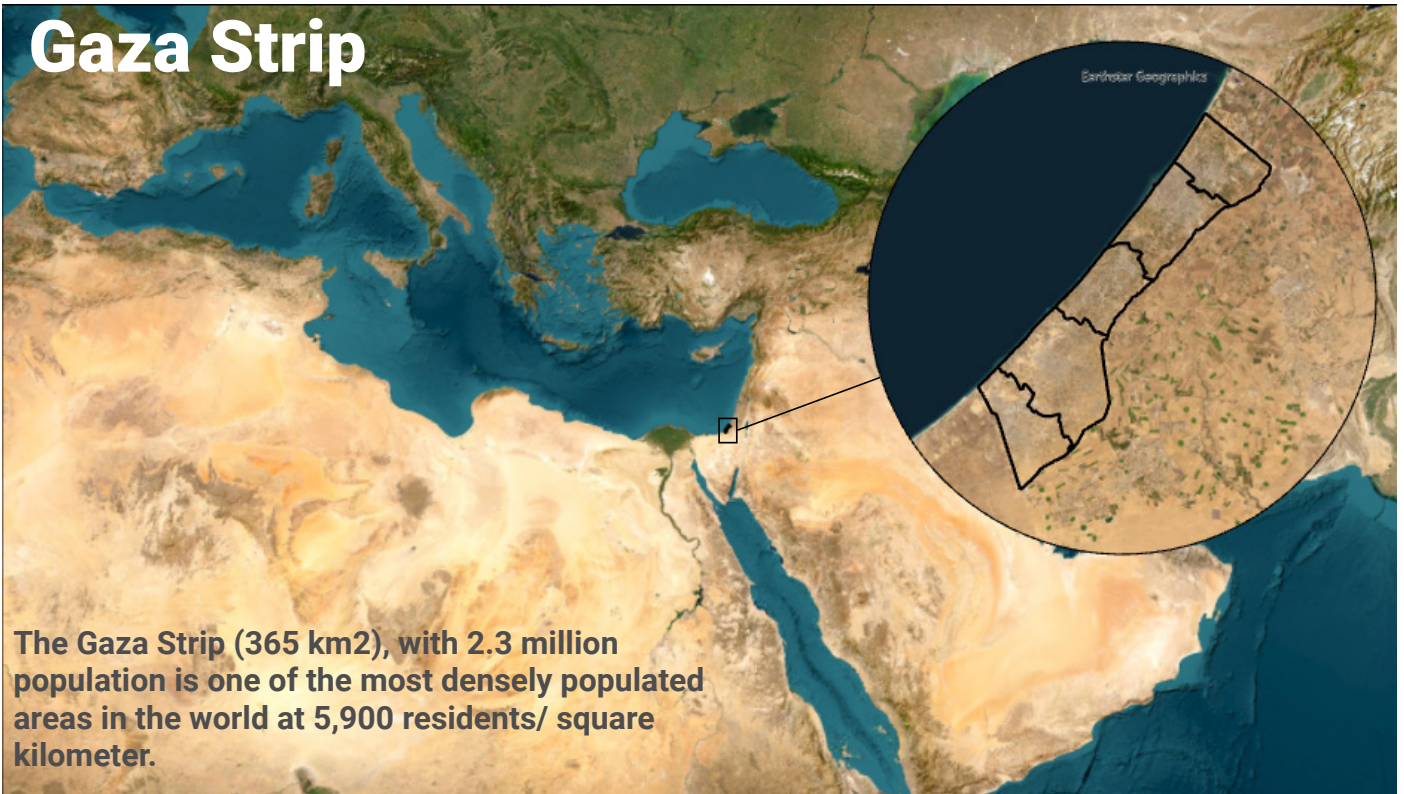 Gaza Strip
Earthstar Geographics
The Gaza Strip (365 km2), with 2.3 million
population is one of the most densely populated
areas in the world at 5,900 residents/ square
kilometer.